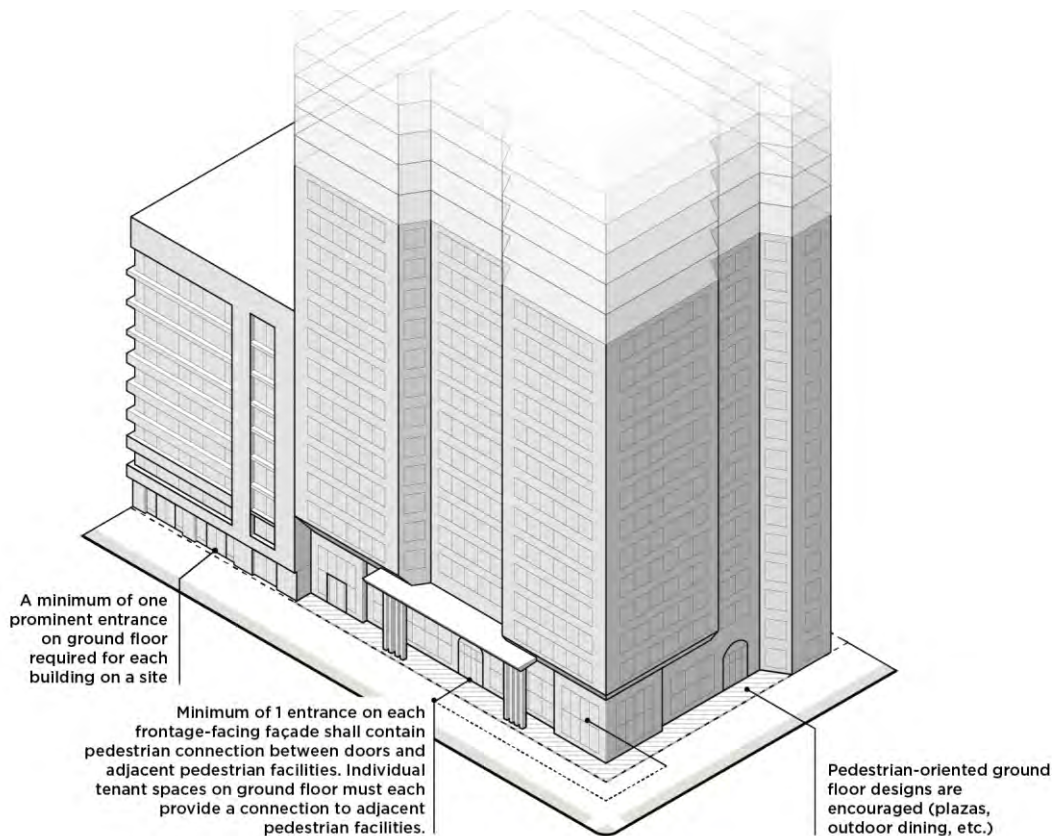 A minimum of one
prominent entrance
on ground floor
required for each
building on a site
Minimum of 1 entrance on each
frontage-facing façade shall contain
pedestrian connection between doors and
adjacent pedestrian facilities. Individual
tenant spaces on ground floor must each
provide a connection to adjacent
pedestrian facilities.
Pedestrian-oriented ground
floor designs are
encouraged (plazas,
outdoor dining, etc.)